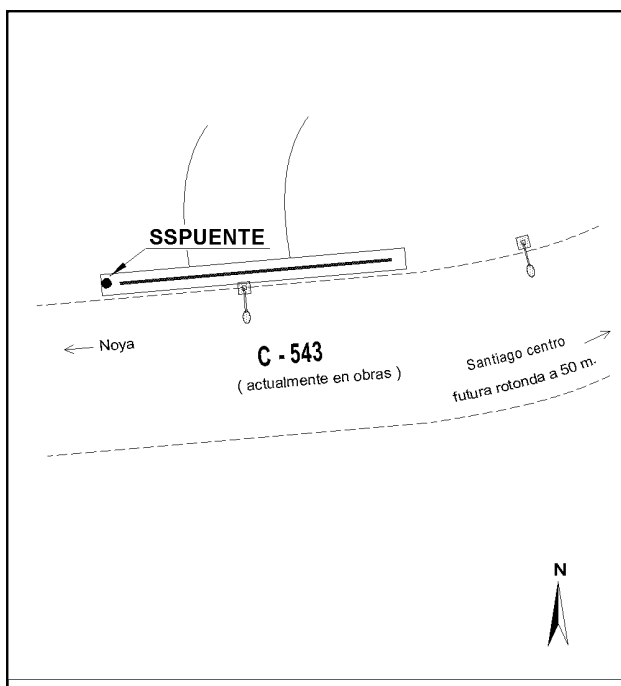 SSPUENTE
Noya
C - 543
( actualmente en obras )
Santiago centro
futura rotonda a 50 m.
N